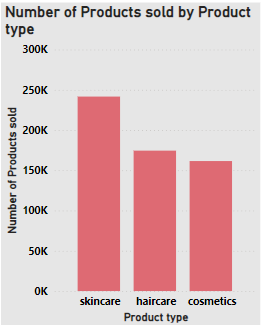 Number of Products sold by Product
type
300K
250K
200K
150K
100K
50K
0K
Number of Products sold
skincare haircare cosmetics
Product type